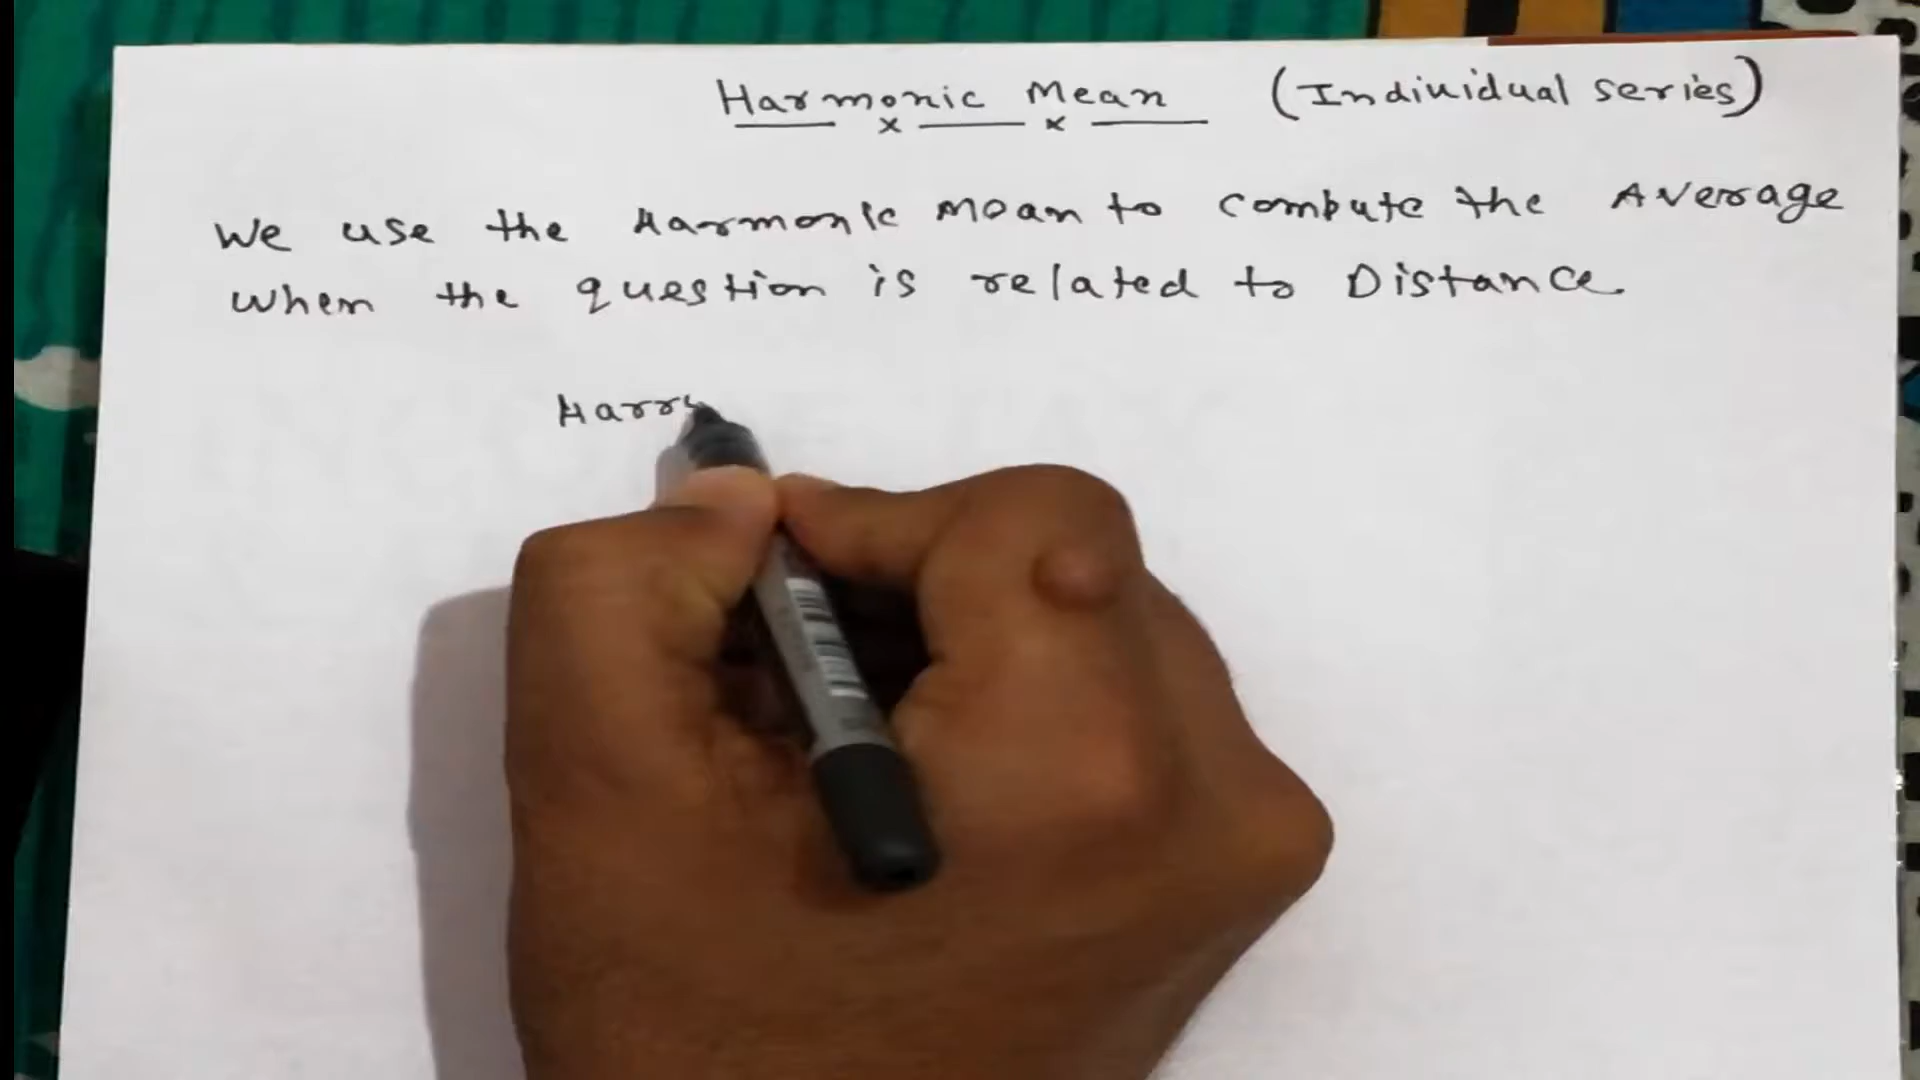 Harmonic Mean (Individual series)
We use the Harmonic Mean to compute the Average
when the question is related to Distance.
Harr